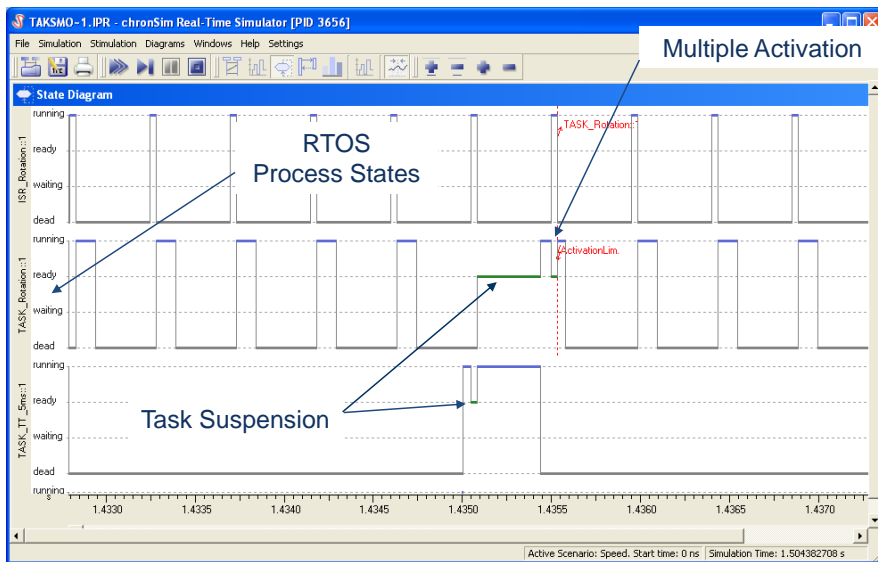 TAKSMO-1.IPR - chronSim Real-Time Simulator [PID 3656]
File Simulation Stimulation Diagrams Windows Help Settings
Multiple Activation
State Diagram
ISR_Rotation::1
running
ready
waiting
dead
TASK_Rotation::
RTOS
Process States
TASK_Rotation::1
running
ready
waiting
dead
ActivationLim.
Task Suspension
TASK_TT_5ms::1
running
ready
waiting
dead
running
s
1.4330 1.4335 1.4340 1.4345 1.4350 1.4355 1.4360 1.4365 1.4370
Active Scenario: Speed. Start time: 0 ns Simulation Time: 1.504382708 s